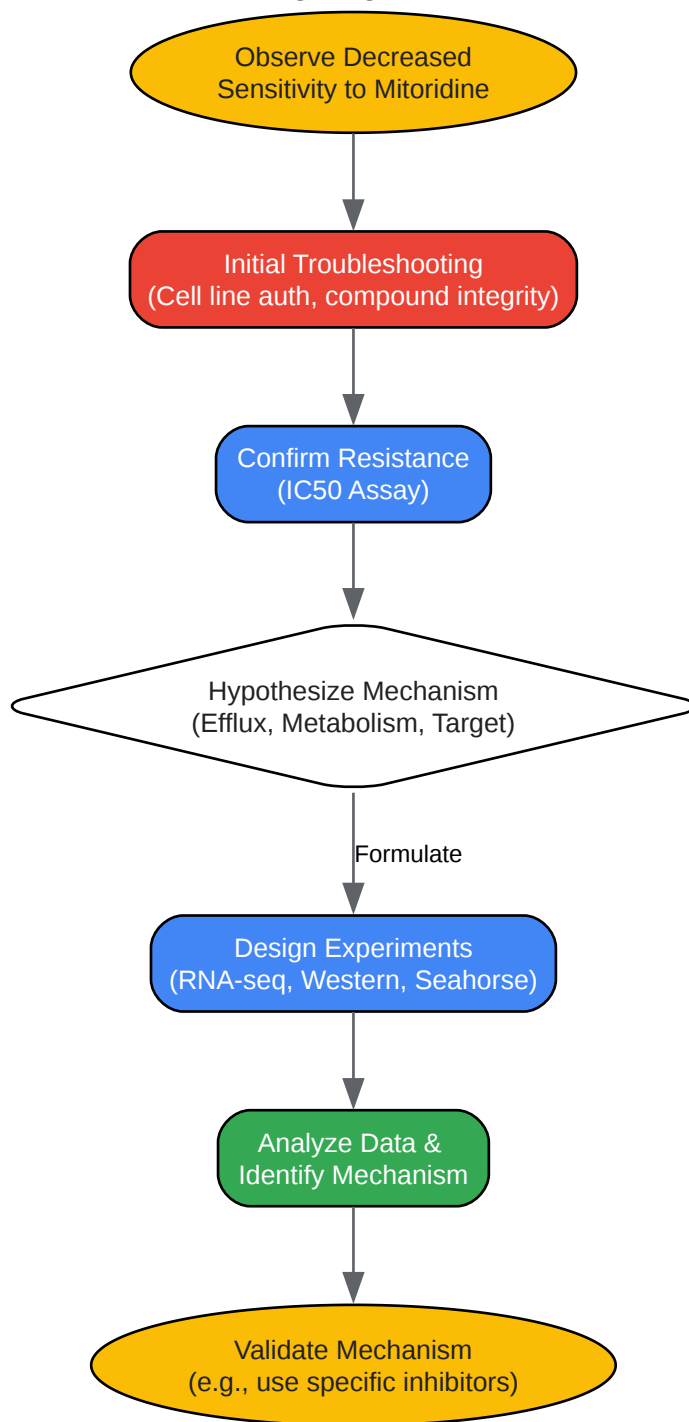 Observe Decreased
Sensitivity to Mitoridine
Initial Troubleshooting
(Cell line auth, compound integrity)
Confirm Resistance
(IC50 Assay)
Hypothesize Mechanism
(Efflux, Metabolism, Target)
Formulate
Design Experiments
(RNA-seq, Western, Seahorse)
Analyze Data &
Identify Mechanism
Validate Mechanism
(e.g., use specific inhibitors)